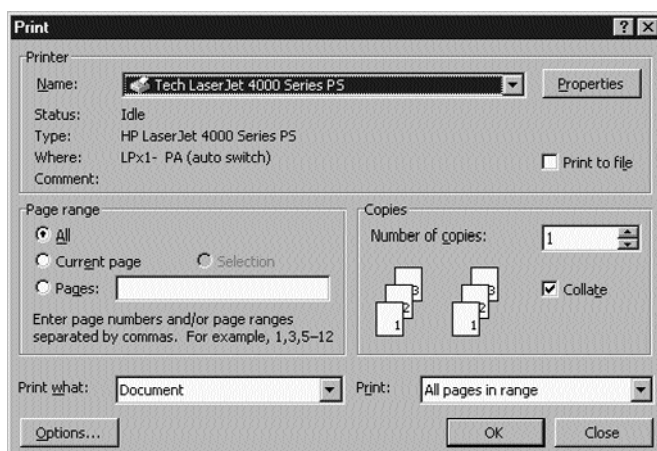 Print
Printer
Name: Tech LaserJet 4000 Series PS Properties
Status: Idle
Type: HP LaserJet 4000 Series PS
Where: LPx1- PA (auto switch) Print to file
Comment:
Page range
All
Current page Selection
Pages:
Enter page numbers and/or page ranges
separated by commas. For example, 1,3,5–12
Copies
Number of copies: 1
3 3
2 2
1 1
Collate
Print what: Document Print: All pages in range
Options... OK Close